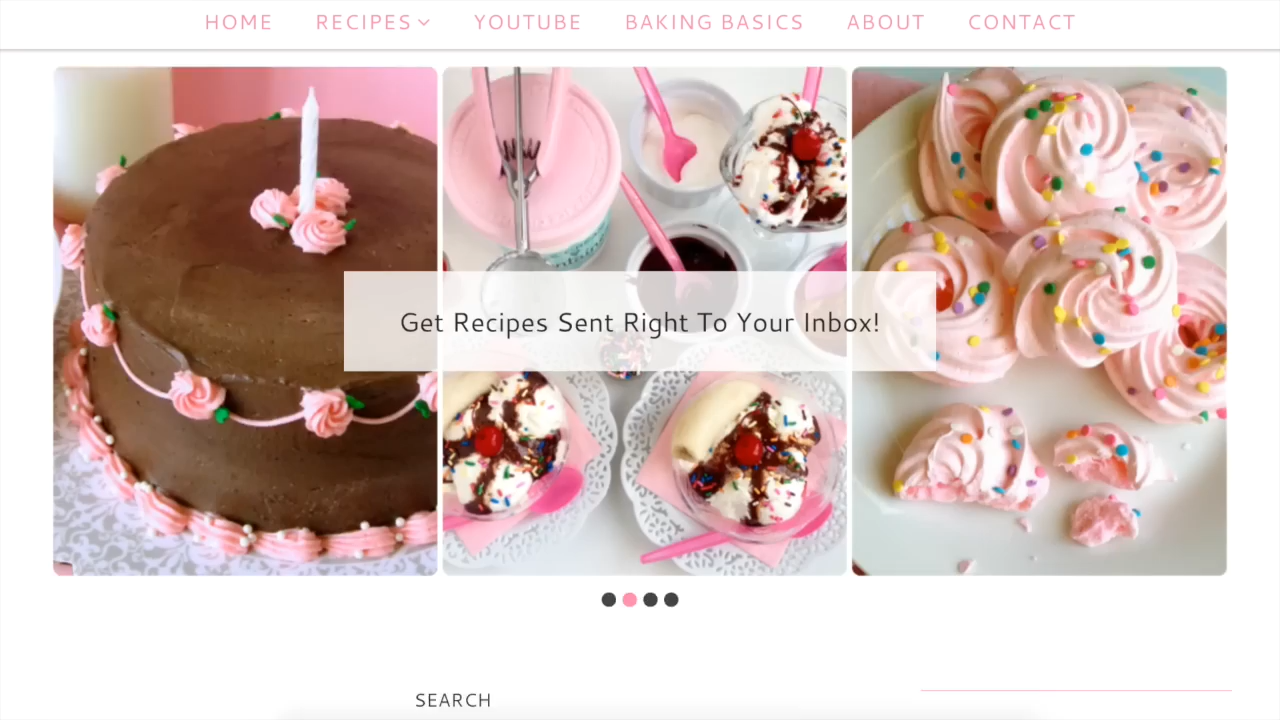 HOME RECIPES YOUTUBE BAKING BASICS ABOUT CONTACT
Get Recipes Sent Right To Your Inbox!
SEARCH